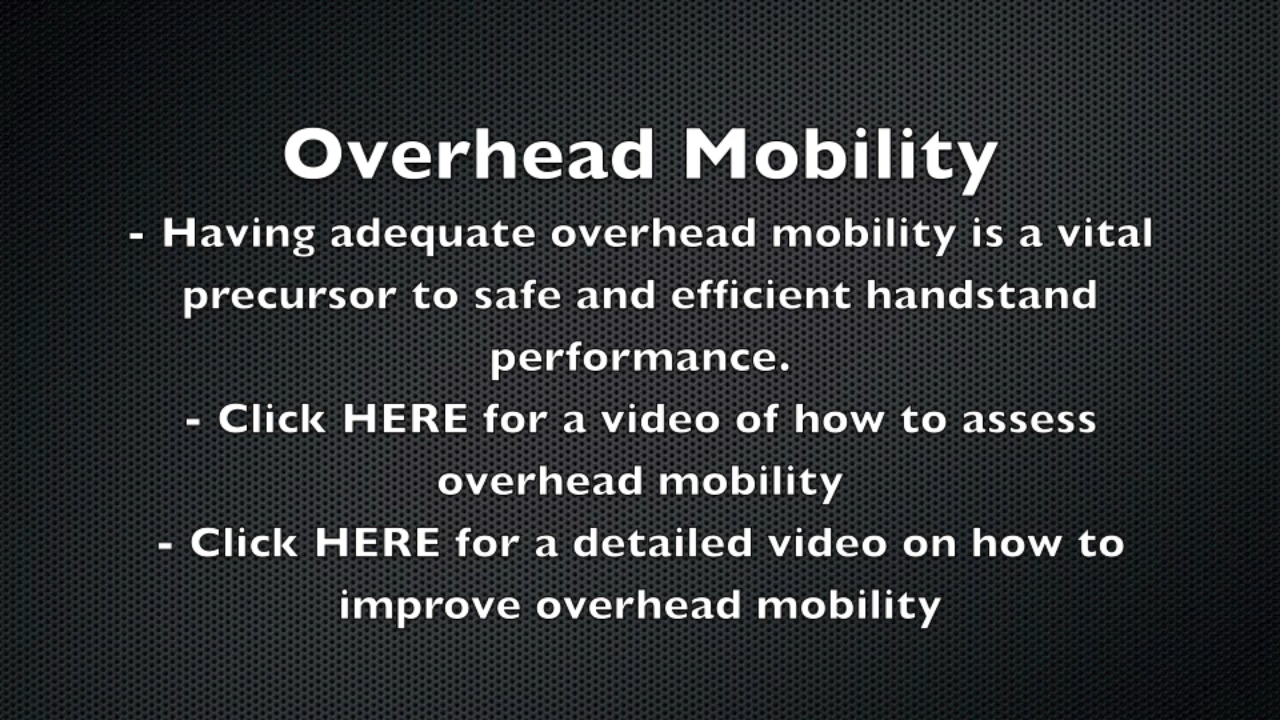 Overhead Mobility
- Having adequate overhead mobility is a vital
precursor to safe and efficient handstand
performance.
- Click HERE for a video of how to assess
overhead mobility
- Click HERE for a detailed video on how to
improve overhead mobility